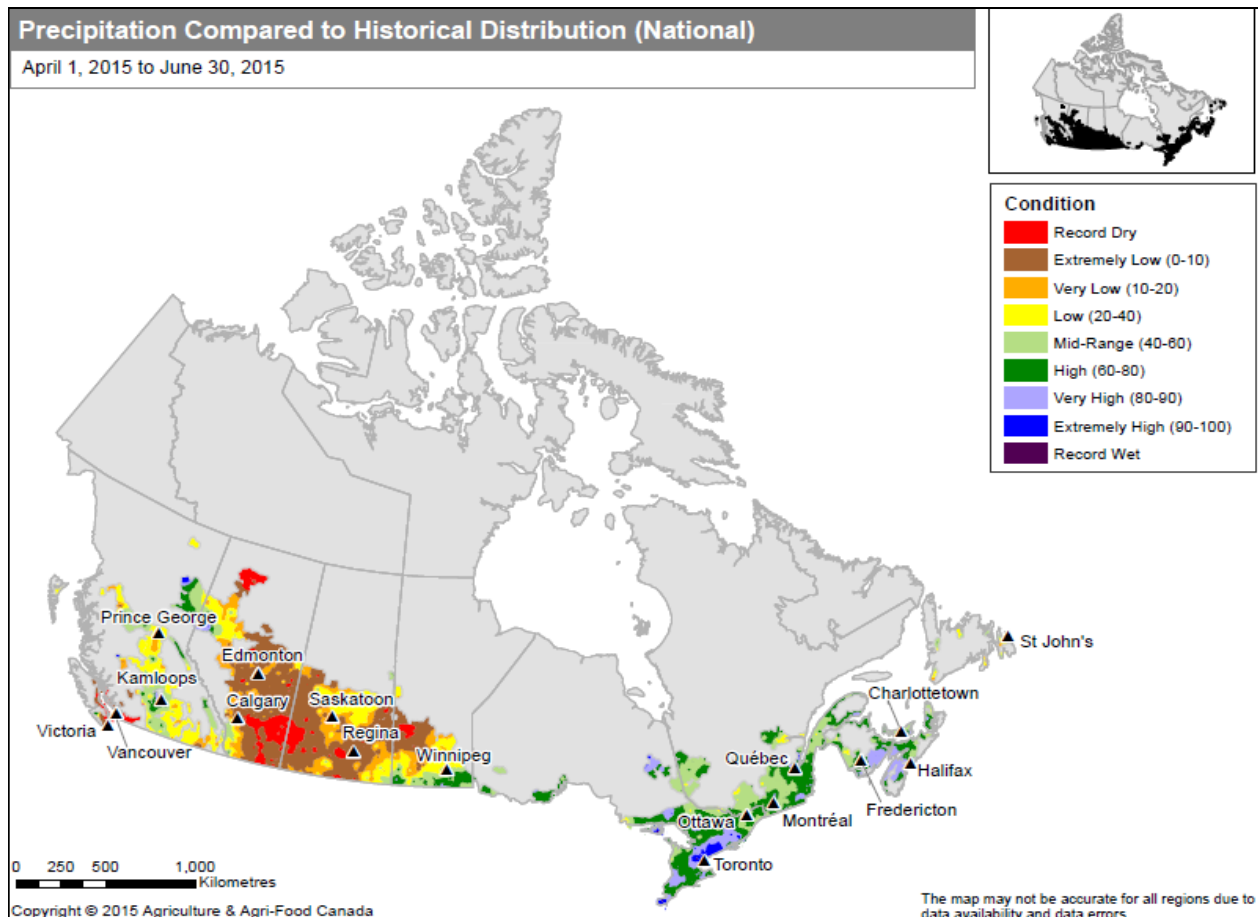 Precipitation Compared to Historical Distribution (National)
April 1, 2015 to June 30, 2015
Condition
Record Dry
Extremely Low (0-10)
Very Low (10-20)
Low (20-40)
Mid-Range (40-60)
High (60-80)
Very High (80-90)
Extremely High (90-100)
Record Wet
Prince George
Edmonton
Kamloops
Calgary
Saskatoon
Victoria
Vancouver
Regina
Winnipeg
St John's
Charlottetown
Québec
Halifax
Fredericton
Ottawa
Montréal
Toronto
0 250 500 1,000
Kilometres
Copyright © 2015 Agriculture & Agri-Food Canada
The map may not be accurate for all regions due to
data availability and data errors